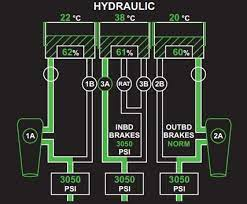 HYDRAULIC
22 °C 38 °C 20 °C
62% 61% 60%
1B 3A RAT 3B 2B
1A INBD OUTBD 2A
BRAKES BRAKES
3050 NORM
PSI
3050 3050 3050
PSI PSI PSI